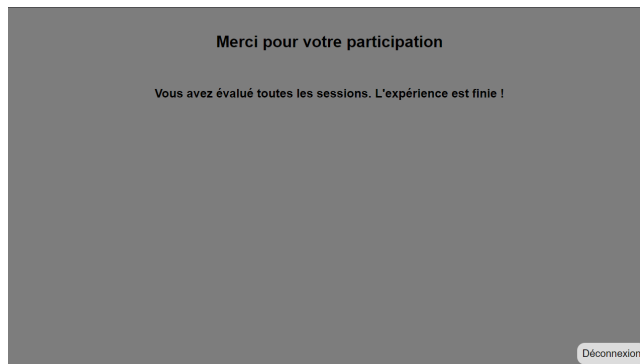 Merci pour votre participation
Vous avez évalué toutes les sessions. L'expérience est finie !
Déconnexion